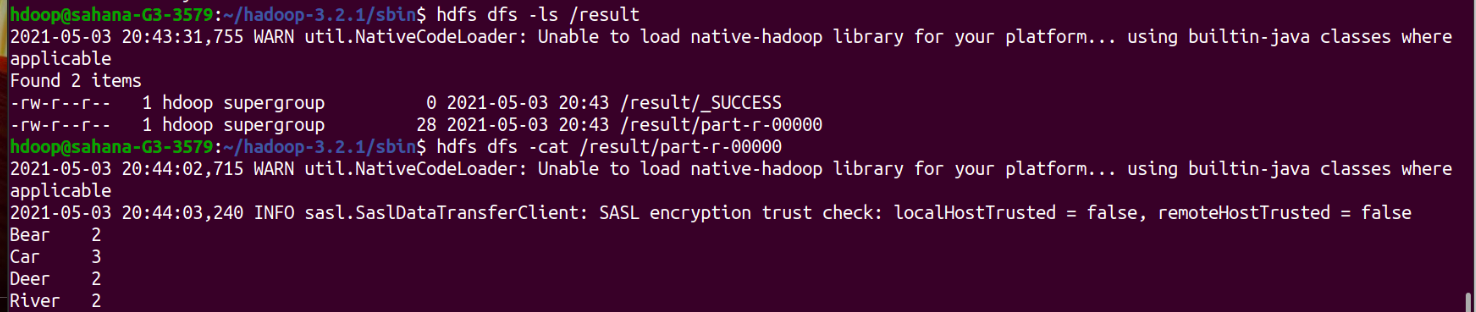 hdoop@sahana-G3-3579:~/hadoop-3.2.1/sbin$ hdfs dfs -ls /result
2021-05-03 20:43:31,755 WARN util.NativeCodeLoader: Unable to load native-hadoop library for your platform... using builtin-java classes where
applicable
Found 2 items
-rw-r--r--   1 hdoop supergroup          0 2021-05-03 20:43 /result/_SUCCESS
-rw-r--r--   1 hdoop supergroup         28 2021-05-03 20:43 /result/part-r-00000
hdoop@sahana-G3-3579:~/hadoop-3.2.1/sbin$ hdfs dfs -cat /result/part-r-00000
2021-05-03 20:44:02,715 WARN util.NativeCodeLoader: Unable to load native-hadoop library for your platform... using builtin-java classes where
applicable
2021-05-03 20:44:03,240 INFO sasl.SaslDataTransferClient: SASL encryption trust check: localHostTrusted = false, remoteHostTrusted = false
Bear	2
Car	3
Deer	2
River	2